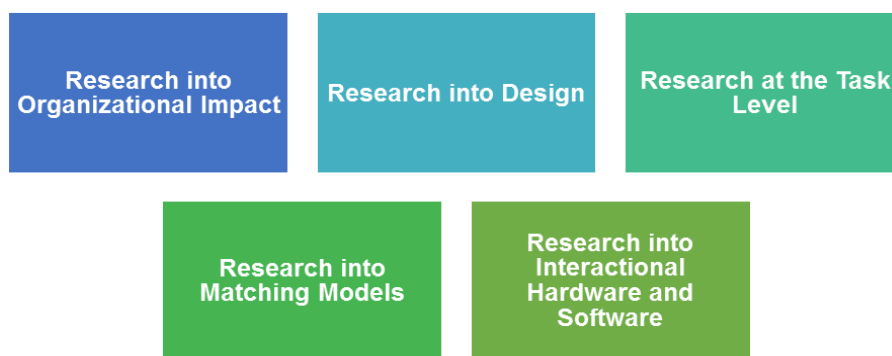 Research into
Organizational Impact
Research into Design
Research at the Task
Level
Research into
Matching Models
Research into
Interactional
Hardware and
Software